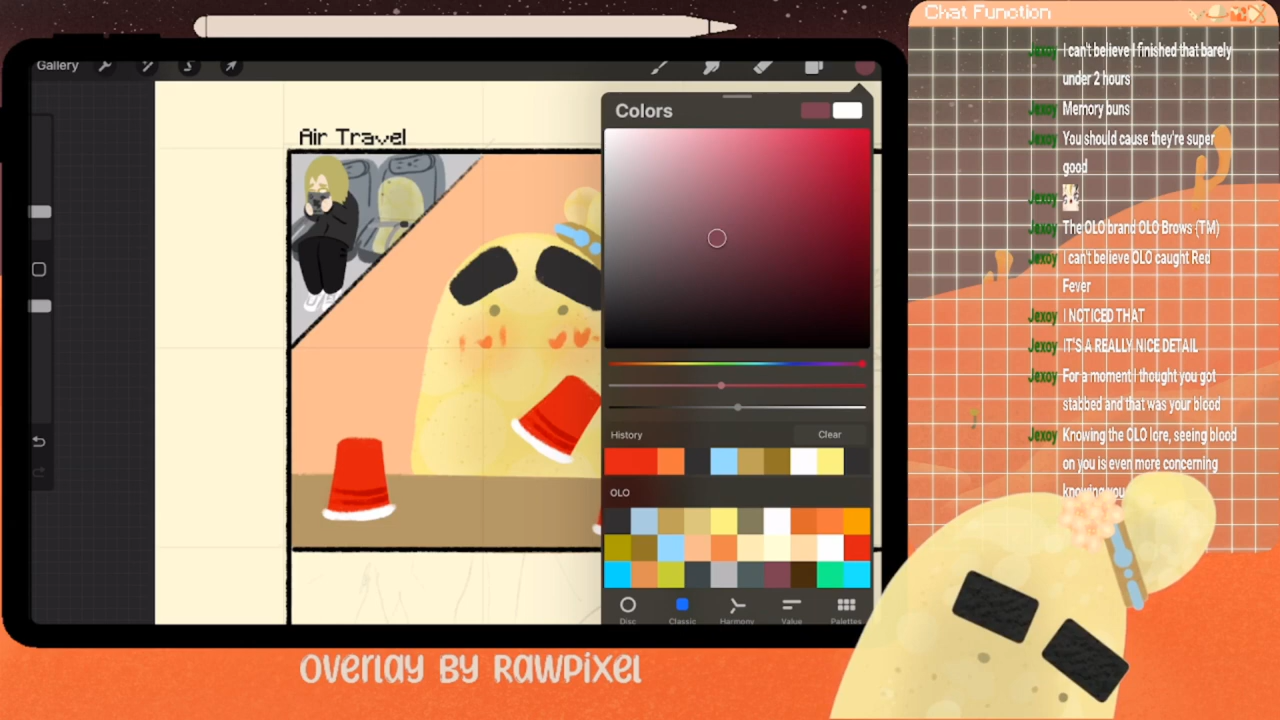 Chat Function
Gallery
Colors
Air Travel
History
Clear
OLO
Disc
Classic
Harmony
Value
Palettes
Jexoy I can't believe I finished that barely
under 2 hours
Jexoy Memory buns
Jexoy You should cause they're super
good
Jexoy
Jexoy The OLO brand OLO Brows (TM)
Jexoy I can't believe OLO caught Red
Fever
Jexoy I NOTICED THAT
Jexoy IT'S A REALLY NICE DETAIL
Jexoy For a moment I thought you got
stabbed and that was your blood
Jexoy Knowing the OLO lore, seeing blood
on you is even more concerning
knowing you
OVERLAY BY RAWPIXEL